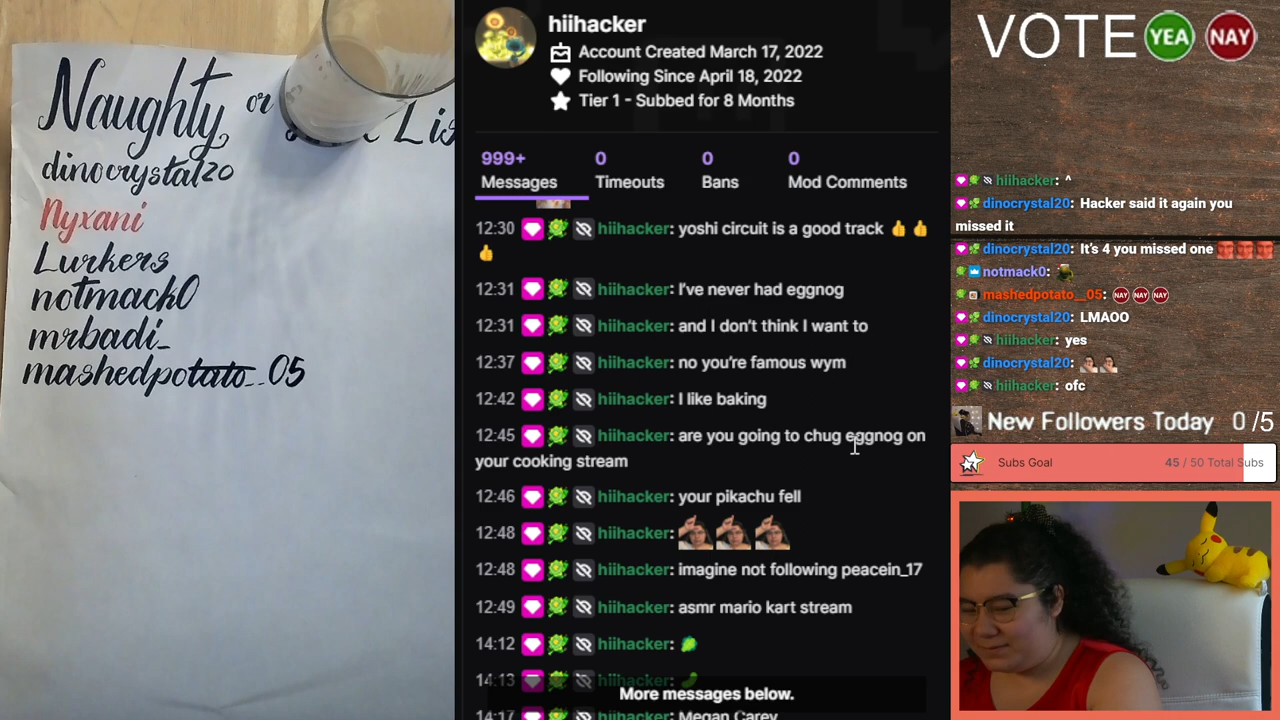 Naughty or Lis
dinocrystal20
Nyxani
Lurkers
notmack0
mrbadi_
mashedpotato__05
hiihacker
Account Created March 17, 2022
Following Since April 18, 2022
Tier 1 - Subbed for 8 Months
999+ 0 0 0
Messages Timeouts Bans Mod Comments
12:30 hiihacker: yoshi circuit is a good track 👍 👍
👍
12:31 hiihacker: I've never had eggnog
12:31 hiihacker: and I don't think I want to
12:37 hiihacker: no you're famous wym
12:42 hiihacker: I like baking
12:45 hiihacker: are you going to chug eggnog on
your cooking stream
12:46 hiihacker: your pikachu fell
12:48 hiihacker:
12:48 hiihacker: imagine not following peacein_17
12:49 hiihacker: asmr mario kart stream
14:12 hiihacker:
14:13 hiihacker:
More messages below.
14:17 hiihacker: Megan Carey
VOTE YEA NAY
hiihacker: ^
dinocrystal20: Hacker said it again you
missed it
dinocrystal20: It's 4 you missed one
notmack0:
mashedpotato__05: NAY NAY NAY
dinocrystal20: LMAOO
hiihacker: yes
dinocrystal20:
hiihacker: ofc
New Followers Today 0 /5
Subs Goal 45 / 50 Total Subs